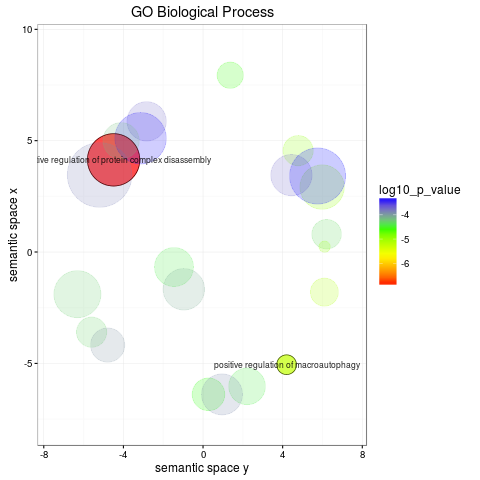 GO Biological Process
10
5
0
-5
-8
-4
0
4
8
semantic space x
semantic space y
ive regulation of protein complex disassembly
positive regulation of macroautophagy
log10_p_value
-4
-5
-6